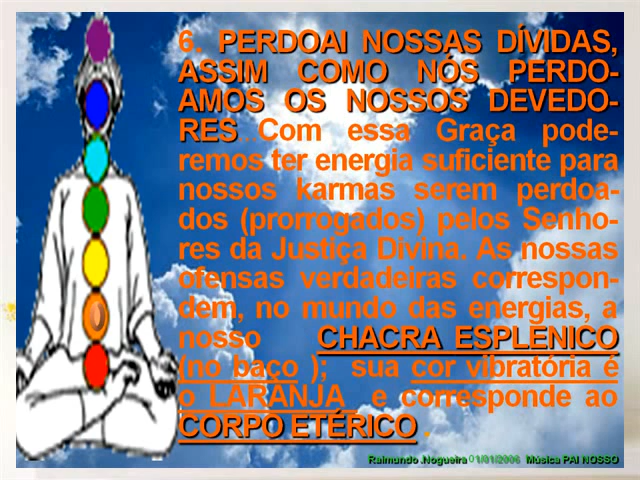 6. PERDOAI NOSSAS DÍVIDAS,
ASSIM COMO NÓS PERDO-
AMOS OS NOSSOS DEVEDO-
RES...Com essa Graça pode-
remos ter energia suficiente para
nossos karmas serem perdoa-
dos (prorrogados) pelos Senho-
res da Justiça Divina. As nossas
ofensas verdadeiras correspon-
dem, no mundo das energias, a
nosso CHACRA ESPLENICO
(no baço ); sua cor vibratória é
o LARANJA e corresponde ao
CORPO ETÉRICO .
Raimundo .Nogueira 01/01/2006 Música PAI NOSSO